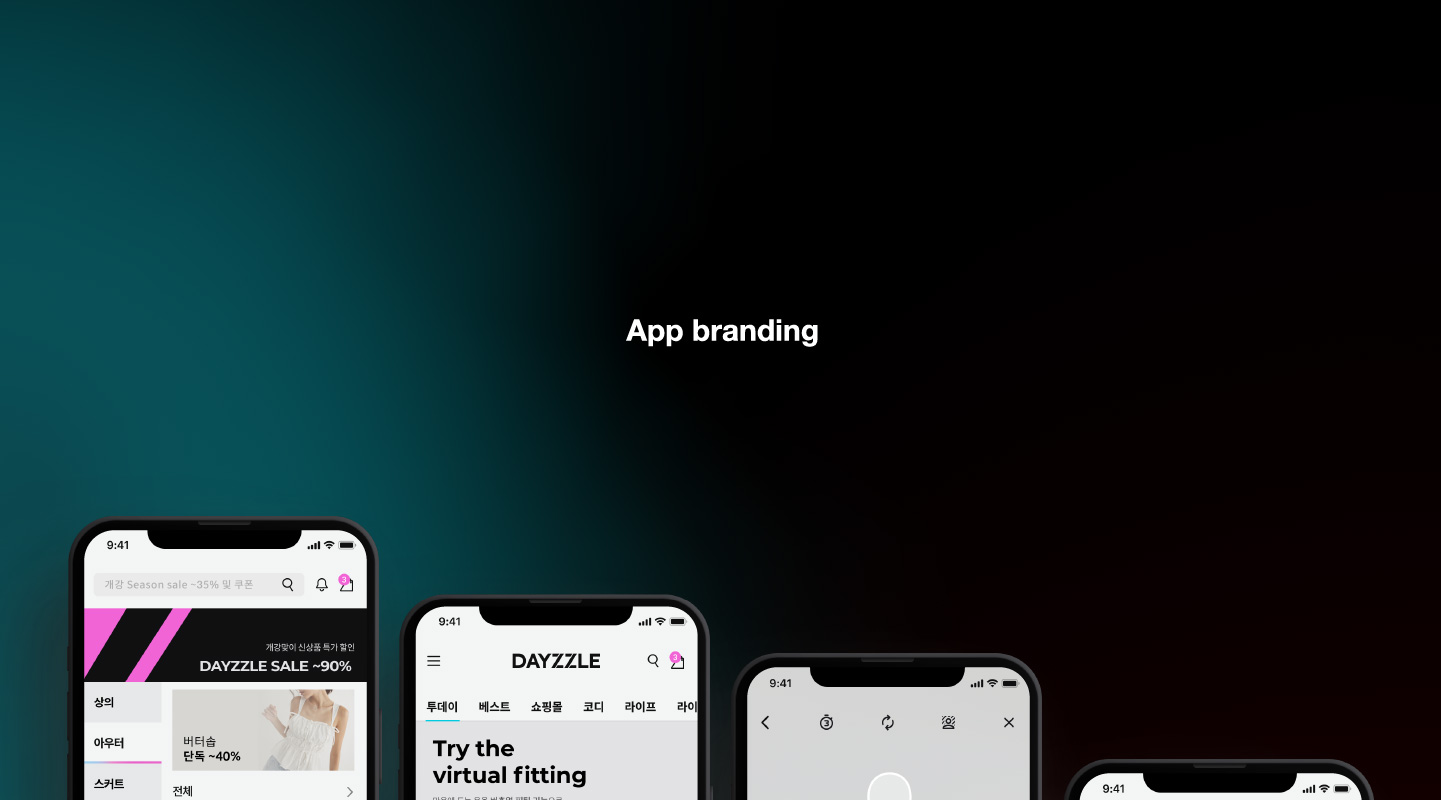 App branding
9:41
개강 Season sale ~35% 및 쿠폰
3
개강맞이 신상품 특가 할인
DAYZZLE SALE ~90%
상의
아우터
스커트
버터숍
단독 ~40%
전체
9:41
DAYZZLE
3
투데이 베스트 쇼핑몰 코디 라이프 라이
Try the
virtual fitting
9:41
3
9:41